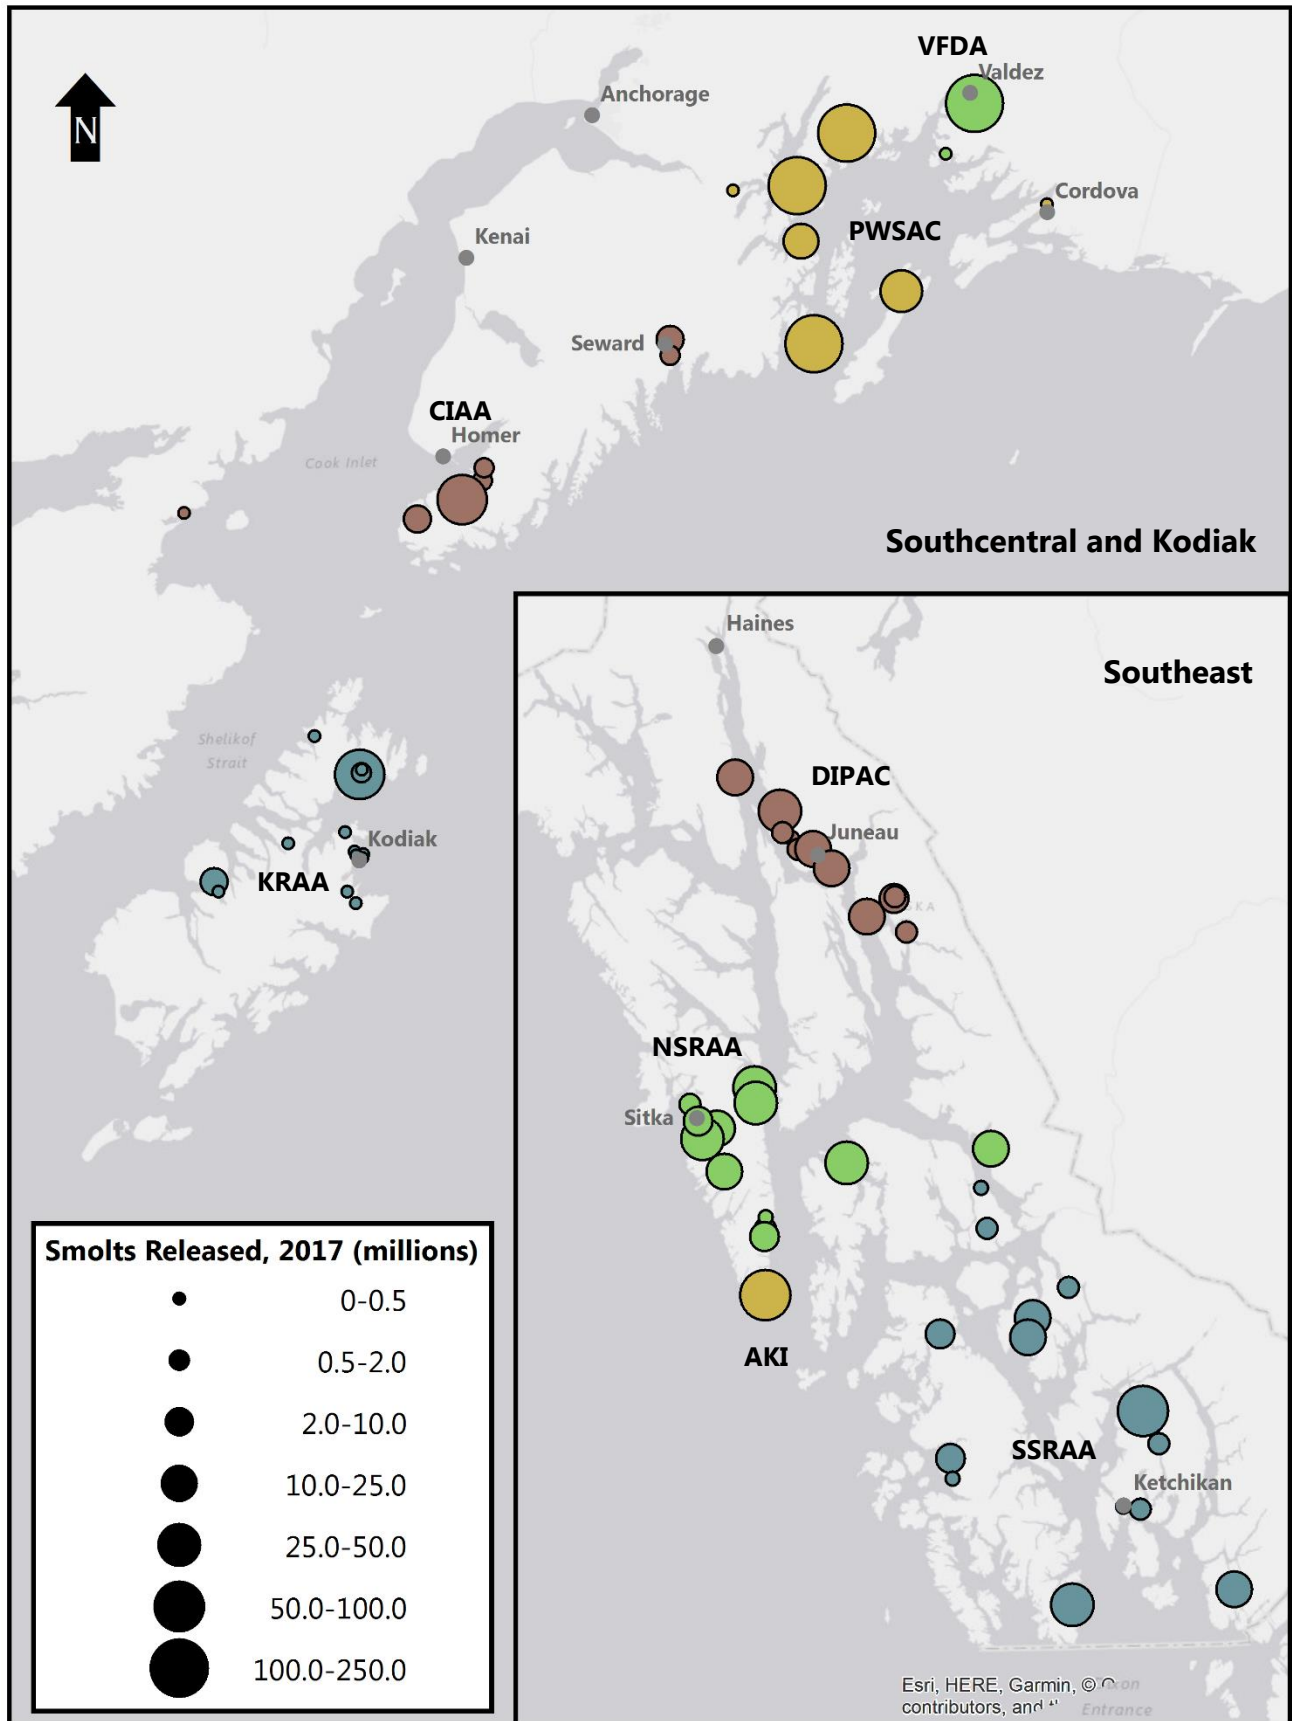 VFDA
Valdez
Anchorage
N
Cordova
PWSAC
Kenai
Seward
CIAA
Homer
Cook Inlet
Southcentral and Kodiak
Haines
Southeast
Shelikof
Strait
DIPAC
Juneau
Kodiak
KRAA
SKA
NSRAA
Sitka
AKI
SSRAA
Ketchikan
Smolts Released, 2017 (millions)
0-0.5
0.5-2.0
2.0-10.0
10.0-25.0
25.0-50.0
50.0-100.0
100.0-250.0
Esri, HERE, Garmin, ©
contributors, and
Entrance